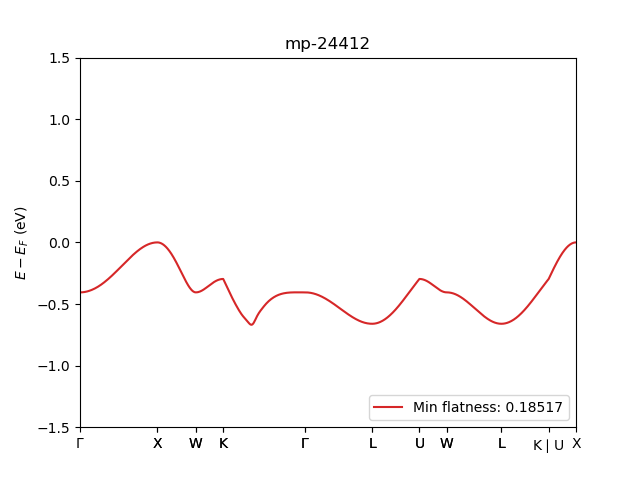 mp-24412
1.5
1.0
0.5
0.0
−0.5
−1.0
−1.5
E − E_F (eV)
Min flatness: 0.18517
Γ X W K Γ L U W L K | U X